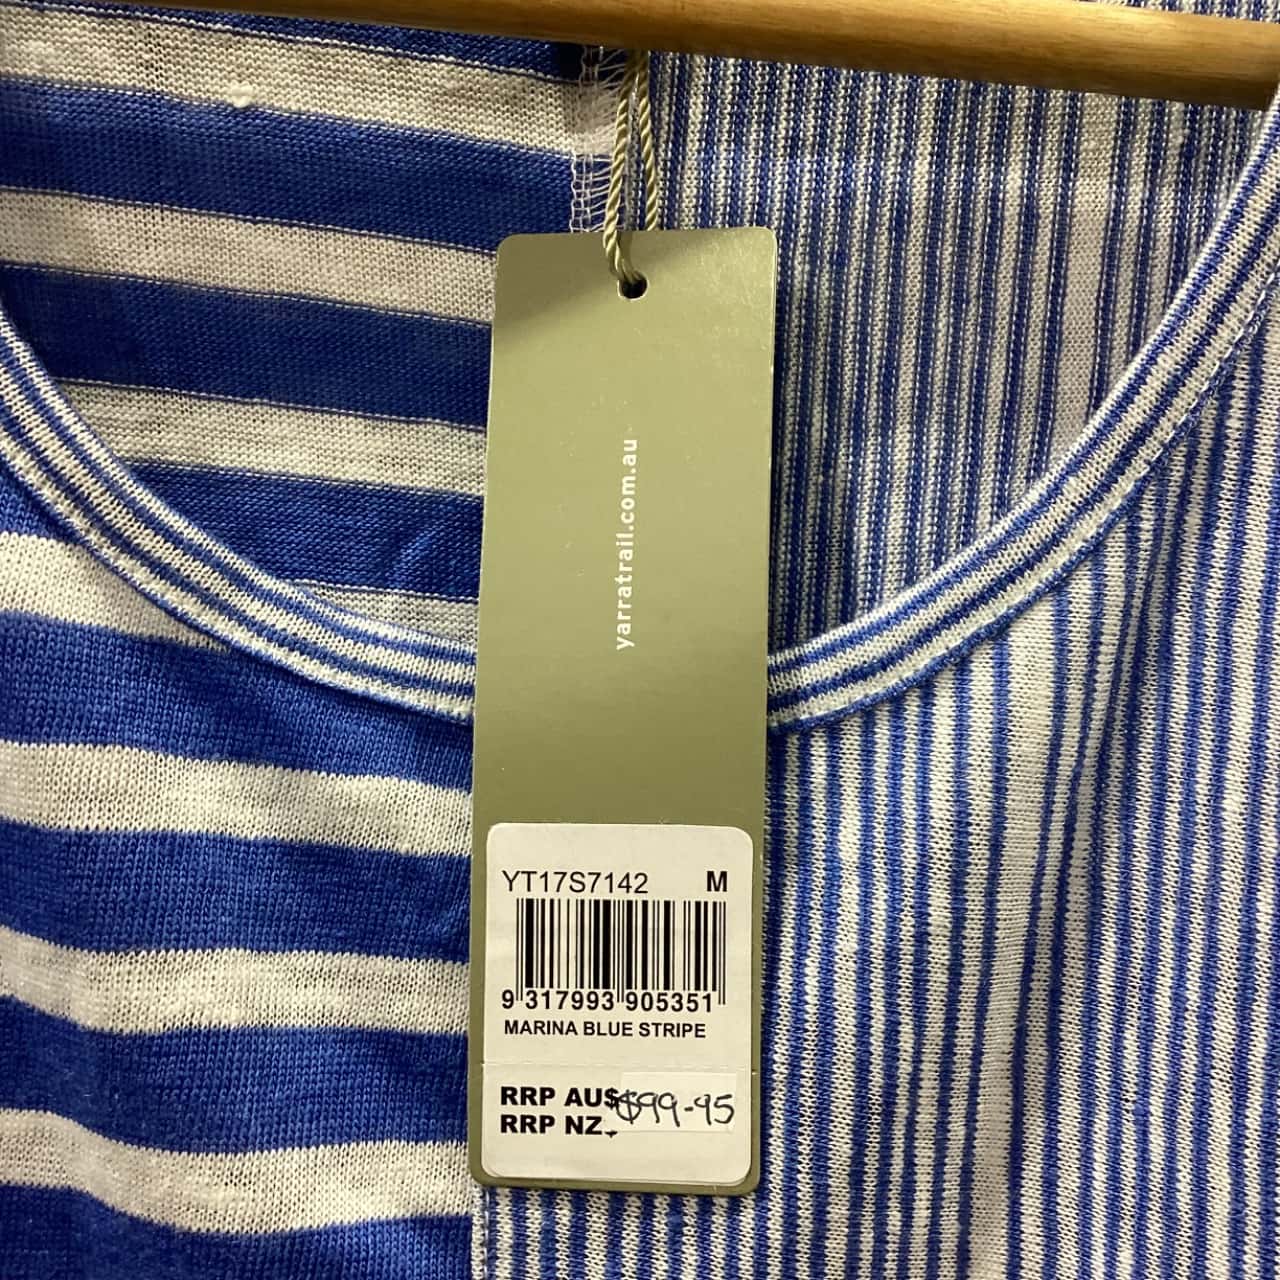 yarratrail.com.au
YT17S7142 M
9 317993 905351
MARINA BLUE STRIPE
RRP AU$ $99-95
RRP NZ